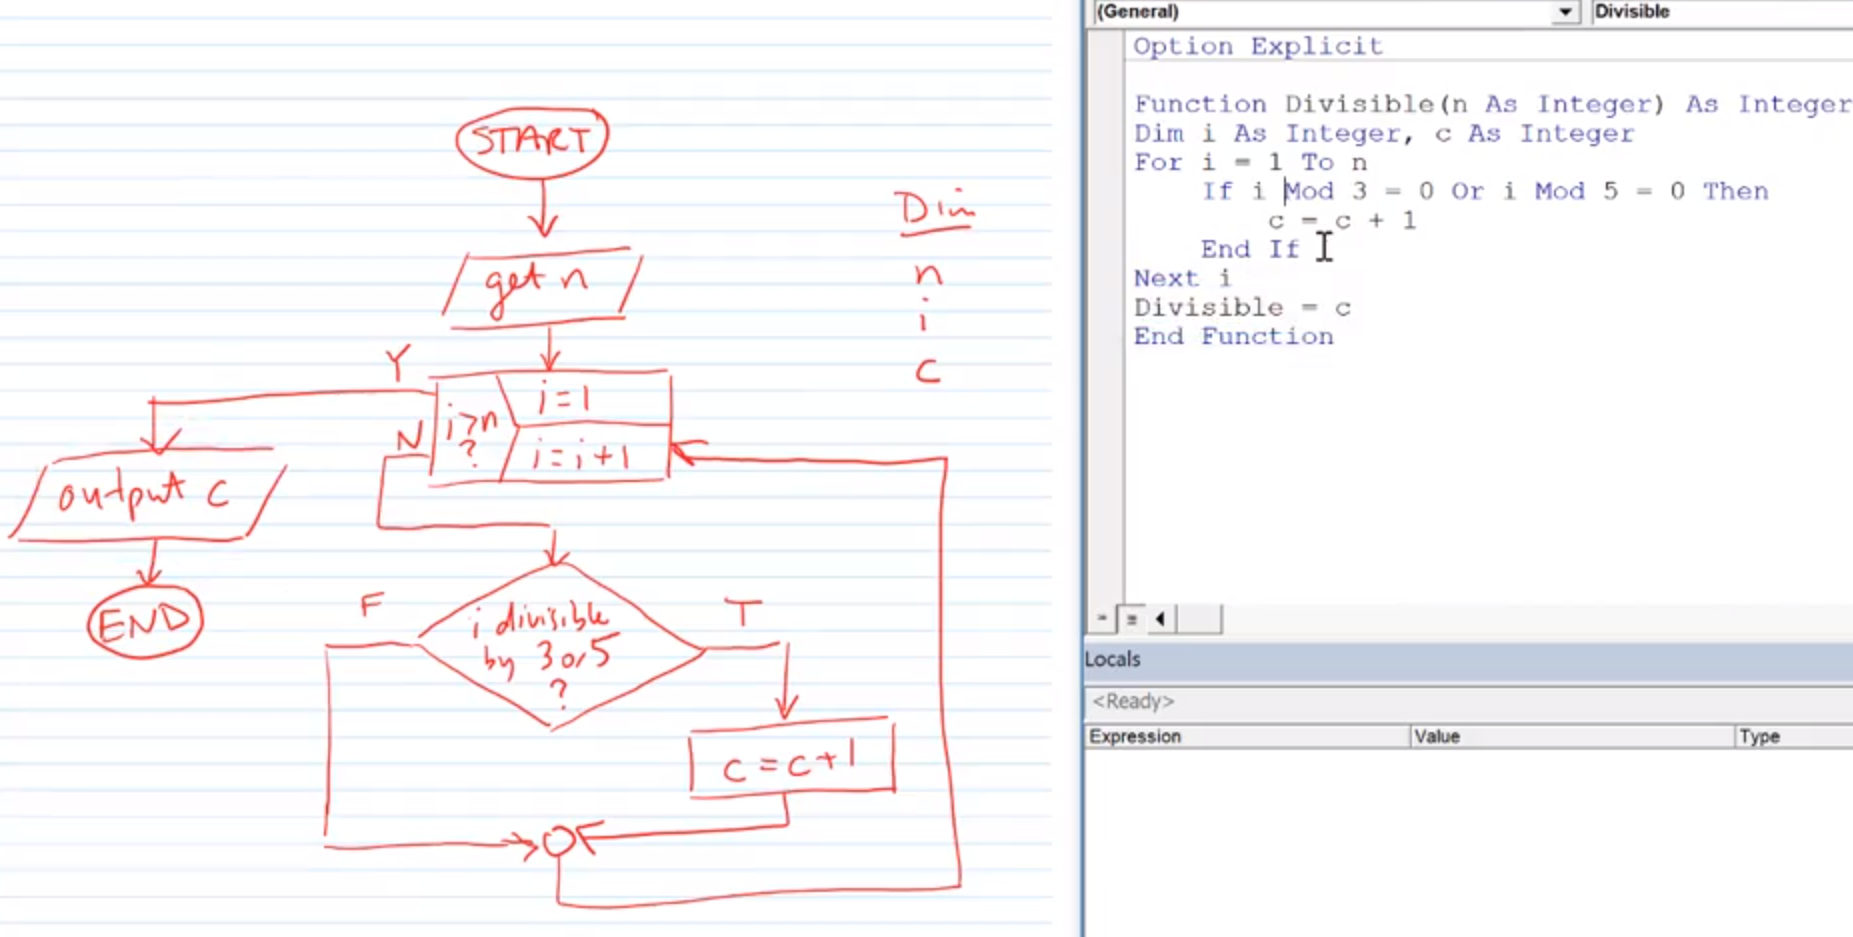 START
get n
Y
i>n
?
i=1
i=i+1
N
output c
END
F
i divisible
by 3 or 5
?
T
c=c+1
Dim
n
i
c
(General)
Divisible
Option Explicit
Function Divisible(n As Integer) As Integer
Dim i As Integer, c As Integer
For i = 1 To n
If i Mod 3 = 0 Or i Mod 5 = 0 Then
c = c + 1
End If
Next i
Divisible = c
End Function
Locals
<Ready>
Expression Value Type